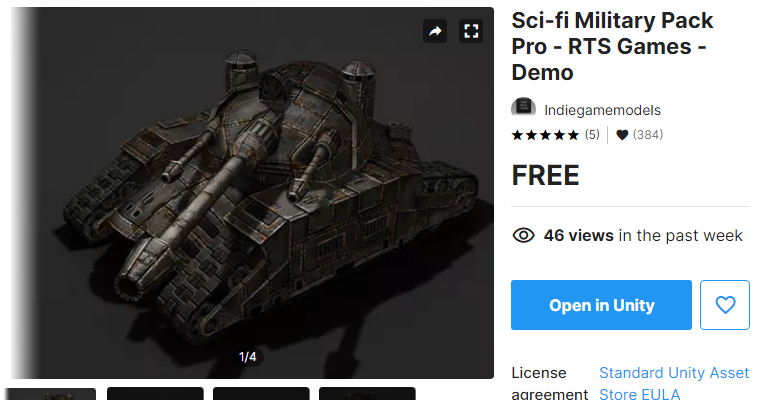 Sci-fi Military Pack
Pro - RTS Games -
Demo
Indiegamemodels
(5) (384)
FREE
46 views in the past week
Open in Unity
1/4
License Standard Unity Asset
agreement Store EULA